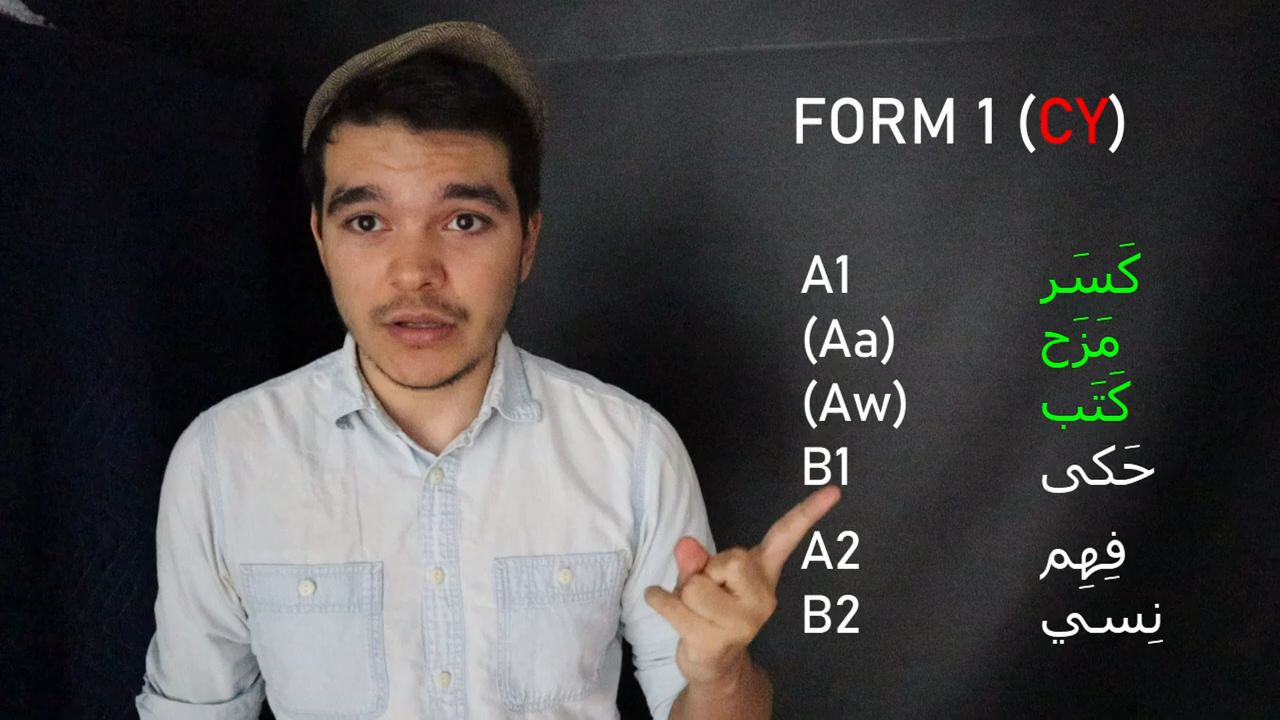 FORM 1 (CY)
A1 كَسَر
(Aa) مَزَح
(Aw) كَتَب
B1 حَكى
A2 فِهِم
B2 نِسي